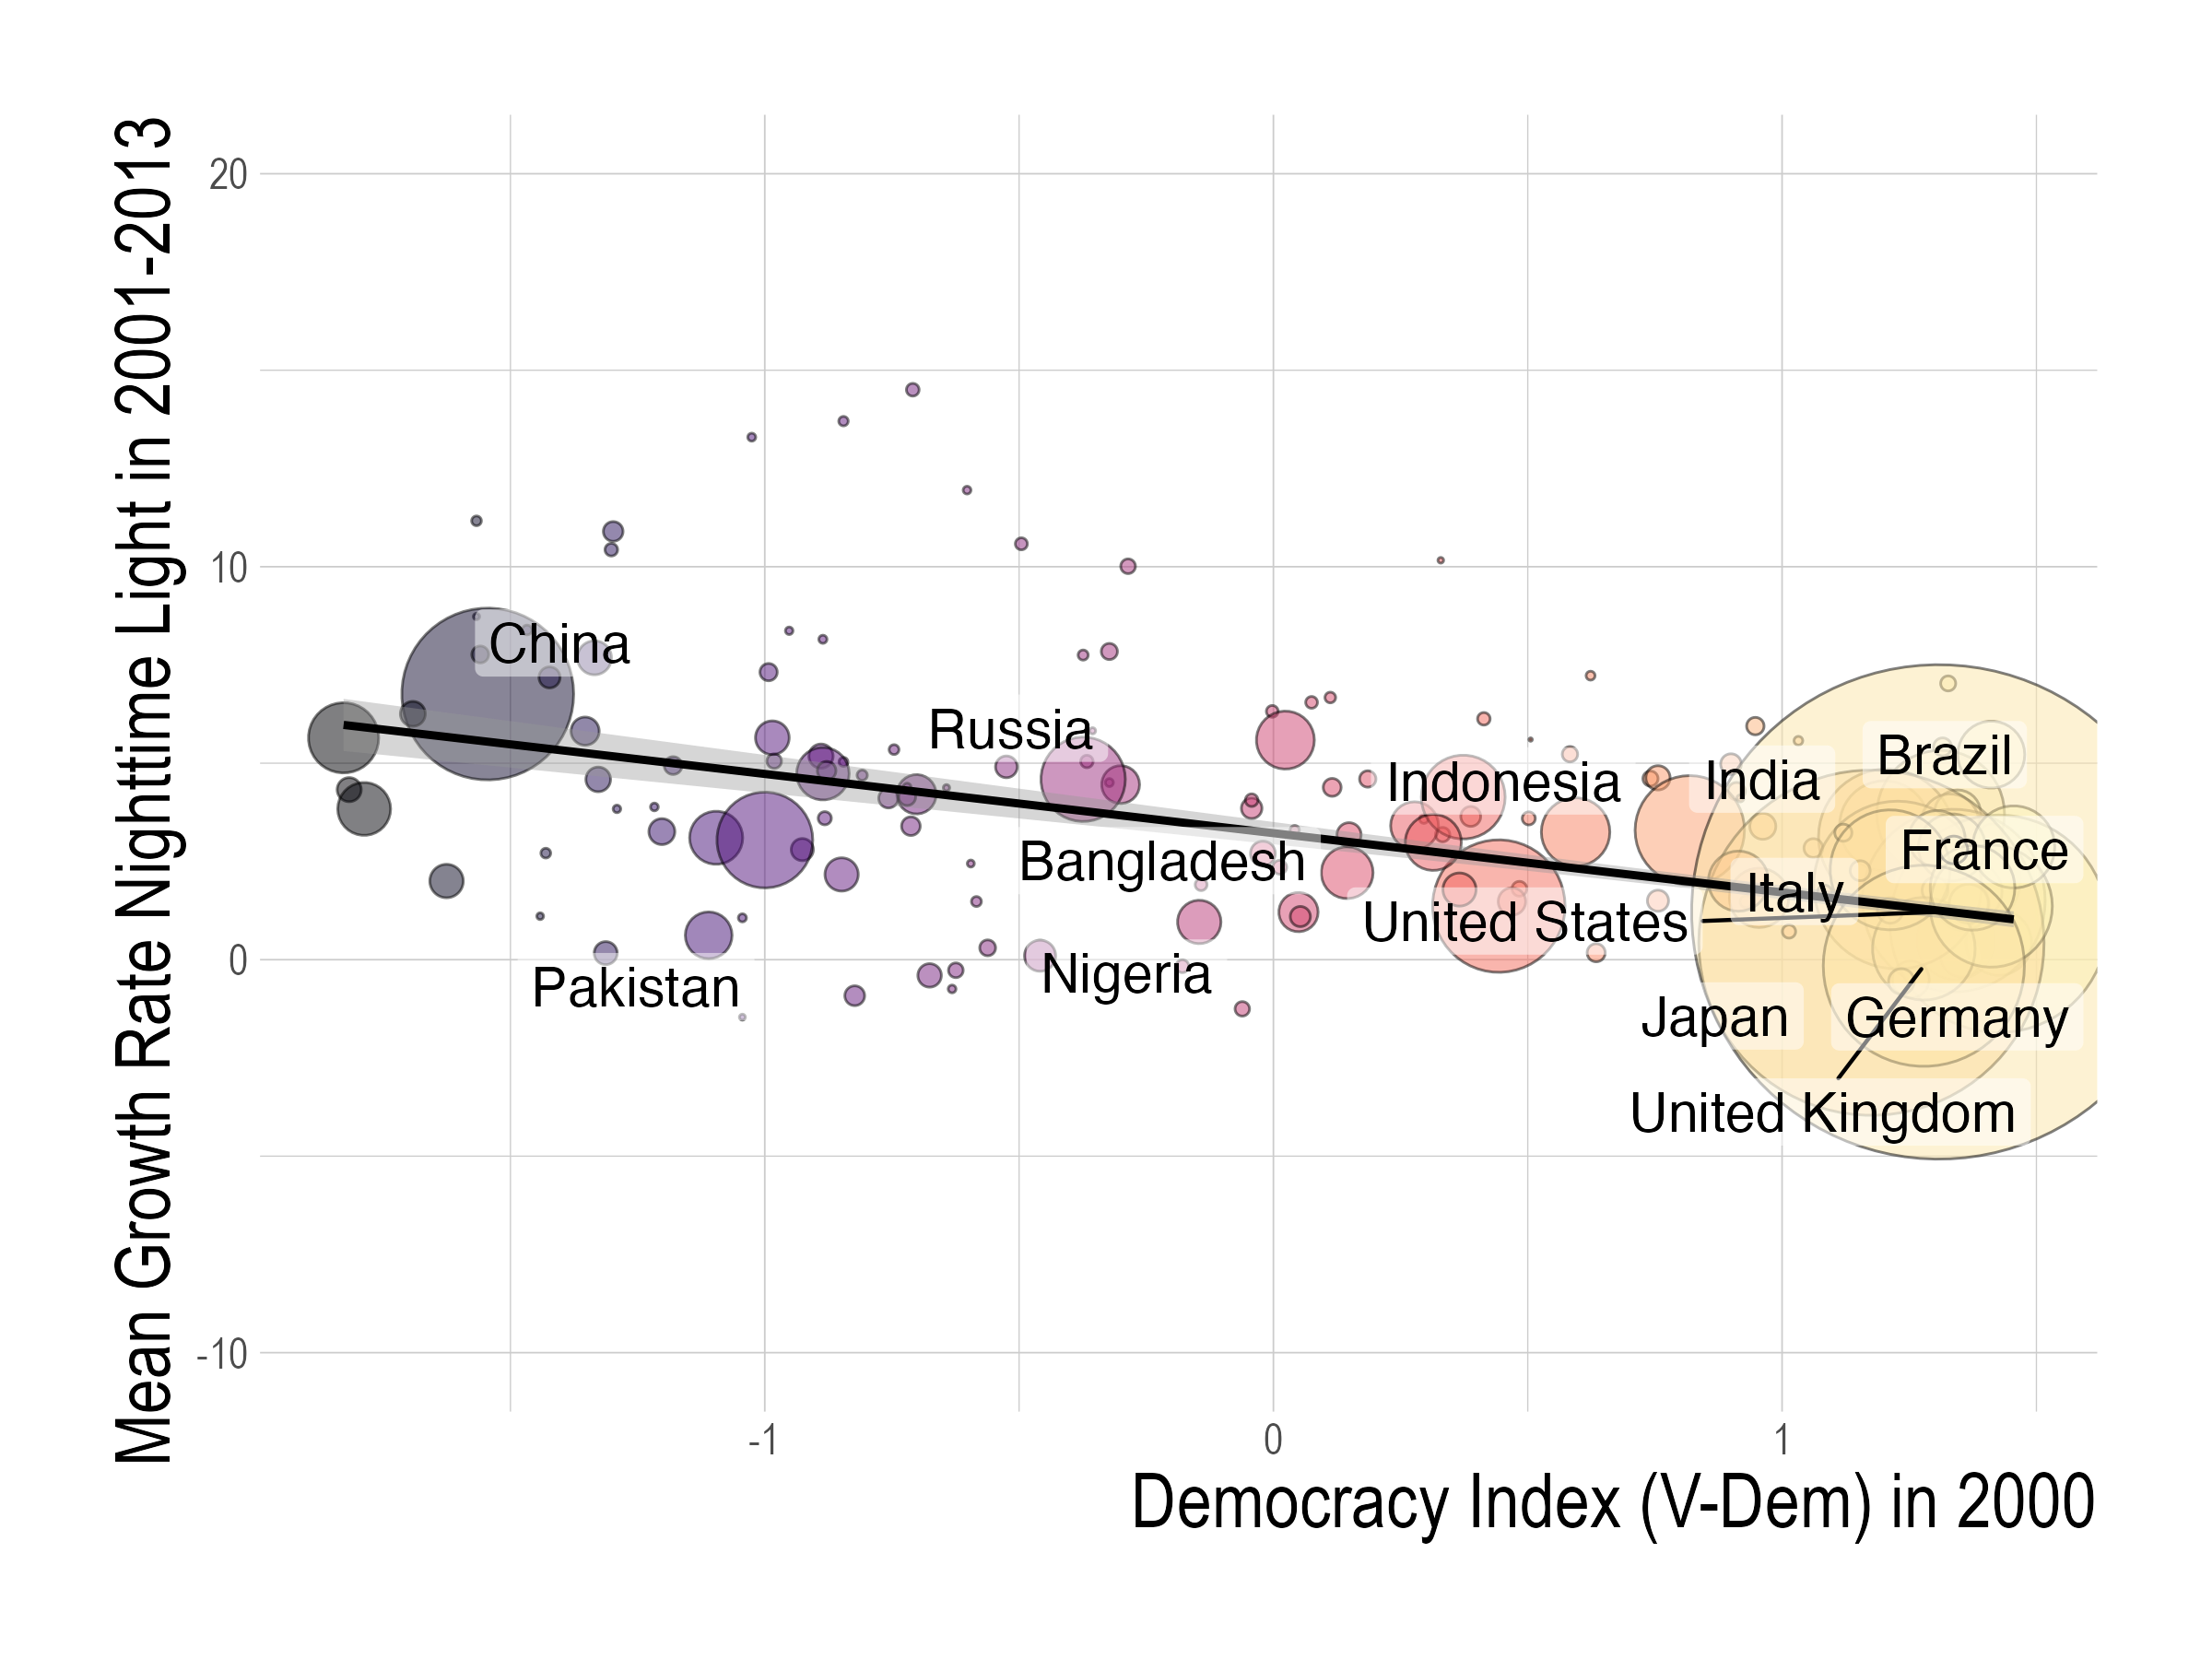 Mean Growth Rate Nighttime Light in 2001-2013
20
10
0
-10
China
Russia
Brazil
Indonesia
India
Bangladesh
France
Italy
United States
Pakistan
Nigeria
Japan
Germany
United Kingdom
-1
0
1
Democracy Index (V-Dem) in 2000